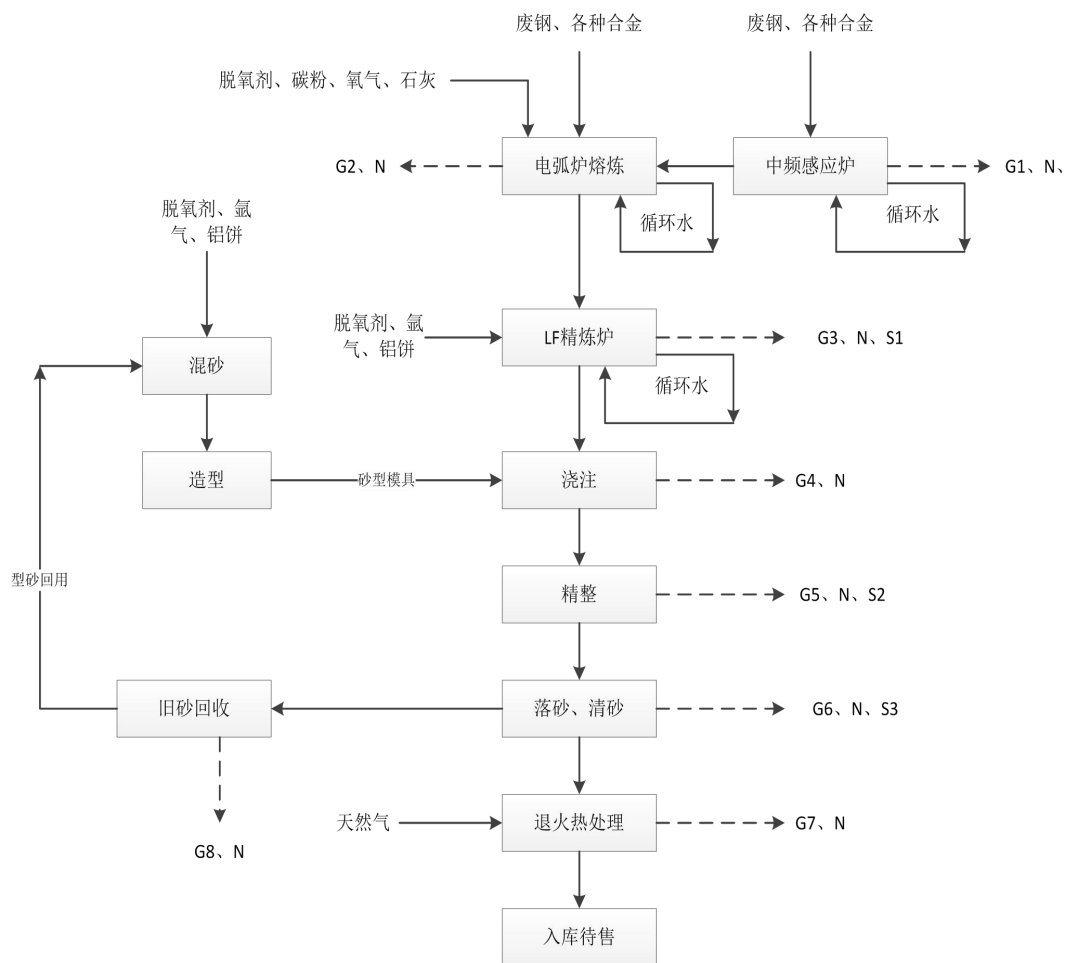 废钢、各种合金
废钢、各种合金
脱氧剂、碳粉、氧气、石灰
G2、N
电弧炉熔炼
中频感应炉
G1、N、
循环水
循环水
脱氧剂、氩
气、铝饼
脱氧剂、氩
气、铝饼
LF精炼炉
G3、N、S1
混砂
循环水
造型
砂型模具
浇注
G4、N
型砂回用
精整
G5、N、S2
旧砂回收
落砂、清砂
G6、N、S3
天然气
退火热处理
G7、N
G8、N
入库待售